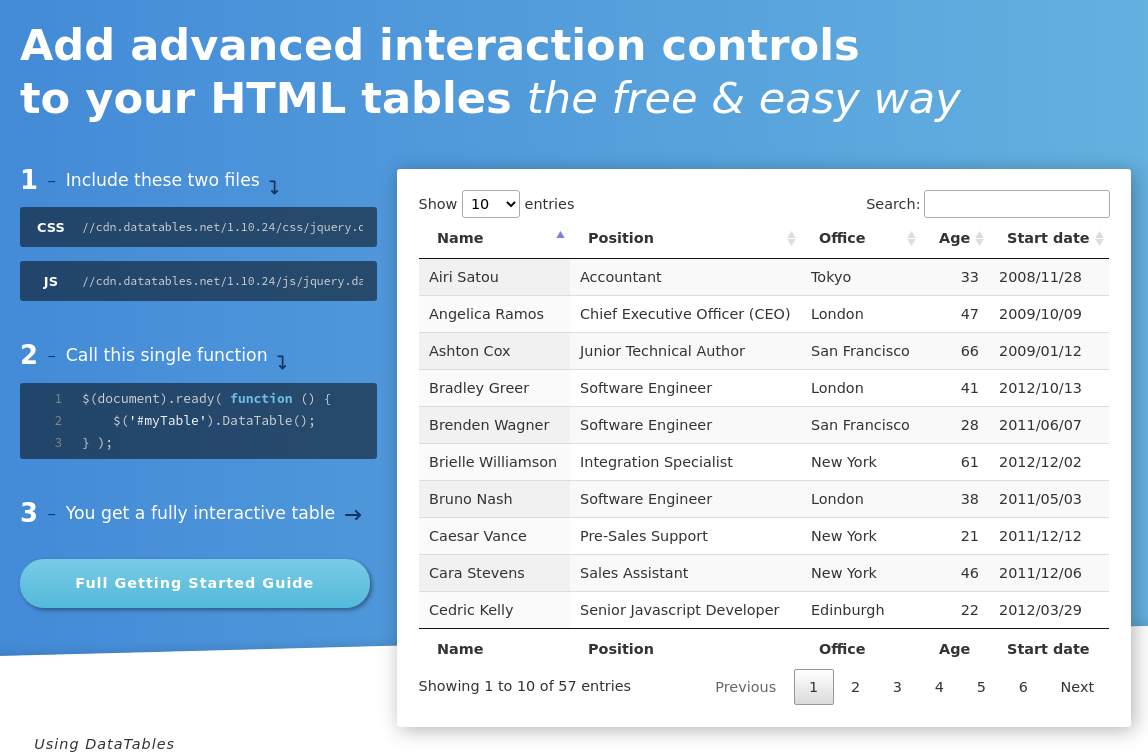 Add advanced interaction controls
to your HTML tables the free & easy way
1 – Include these two files
CSS //cdn.datatables.net/1.10.24/css/jquery.d
JS //cdn.datatables.net/1.10.24/js/jquery.da
2 – Call this single function
1 $(document).ready( function () {
2 $('#myTable').DataTable();
3 } );
3 – You get a fully interactive table →
Full Getting Started Guide
Show 10 entries Search:
Name Position Office Age Start date
Airi Satou Accountant Tokyo 33 2008/11/28
Angelica Ramos Chief Executive Officer (CEO) London 47 2009/10/09
Ashton Cox Junior Technical Author San Francisco 66 2009/01/12
Bradley Greer Software Engineer London 41 2012/10/13
Brenden Wagner Software Engineer San Francisco 28 2011/06/07
Brielle Williamson Integration Specialist New York 61 2012/12/02
Bruno Nash Software Engineer London 38 2011/05/03
Caesar Vance Pre-Sales Support New York 21 2011/12/12
Cara Stevens Sales Assistant New York 46 2011/12/06
Cedric Kelly Senior Javascript Developer Edinburgh 22 2012/03/29
Name Position Office Age Start date
Showing 1 to 10 of 57 entries Previous 1 2 3 4 5 6 Next
Using DataTables